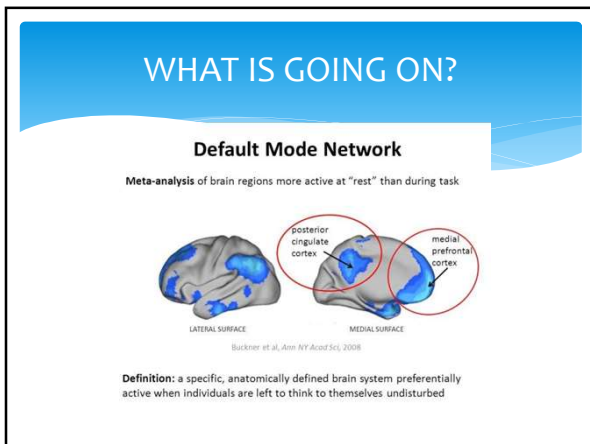 WHAT IS GOING ON?
Default Mode Network
Meta-analysis of brain regions more active at "rest" than during task
posterior
cingulate
cortex
medial
prefrontal
cortex
LATERAL SURFACE
MEDIAL SURFACE
Buckner et al, Ann NY Acad Sci, 2008
Definition: a specific, anatomically defined brain system preferentially
active when individuals are left to think to themselves undisturbed